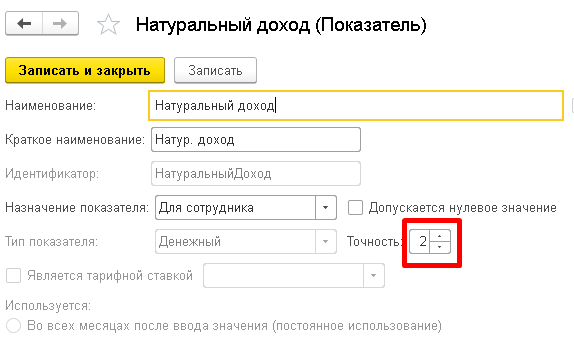 Натуральный доход (Показатель)
Записать и закрыть Записать
Наименование: Натуральный доход
Краткое наименование: Натур. доход
Идентификатор: НатуральныйДоход
Назначение показателя: Для сотрудника Допускается нулевое значение
Тип показателя: Денежный Точность: 2
Является тарифной ставкой
Используется:
Во всех месяцах после ввода значения (постоянное использование)